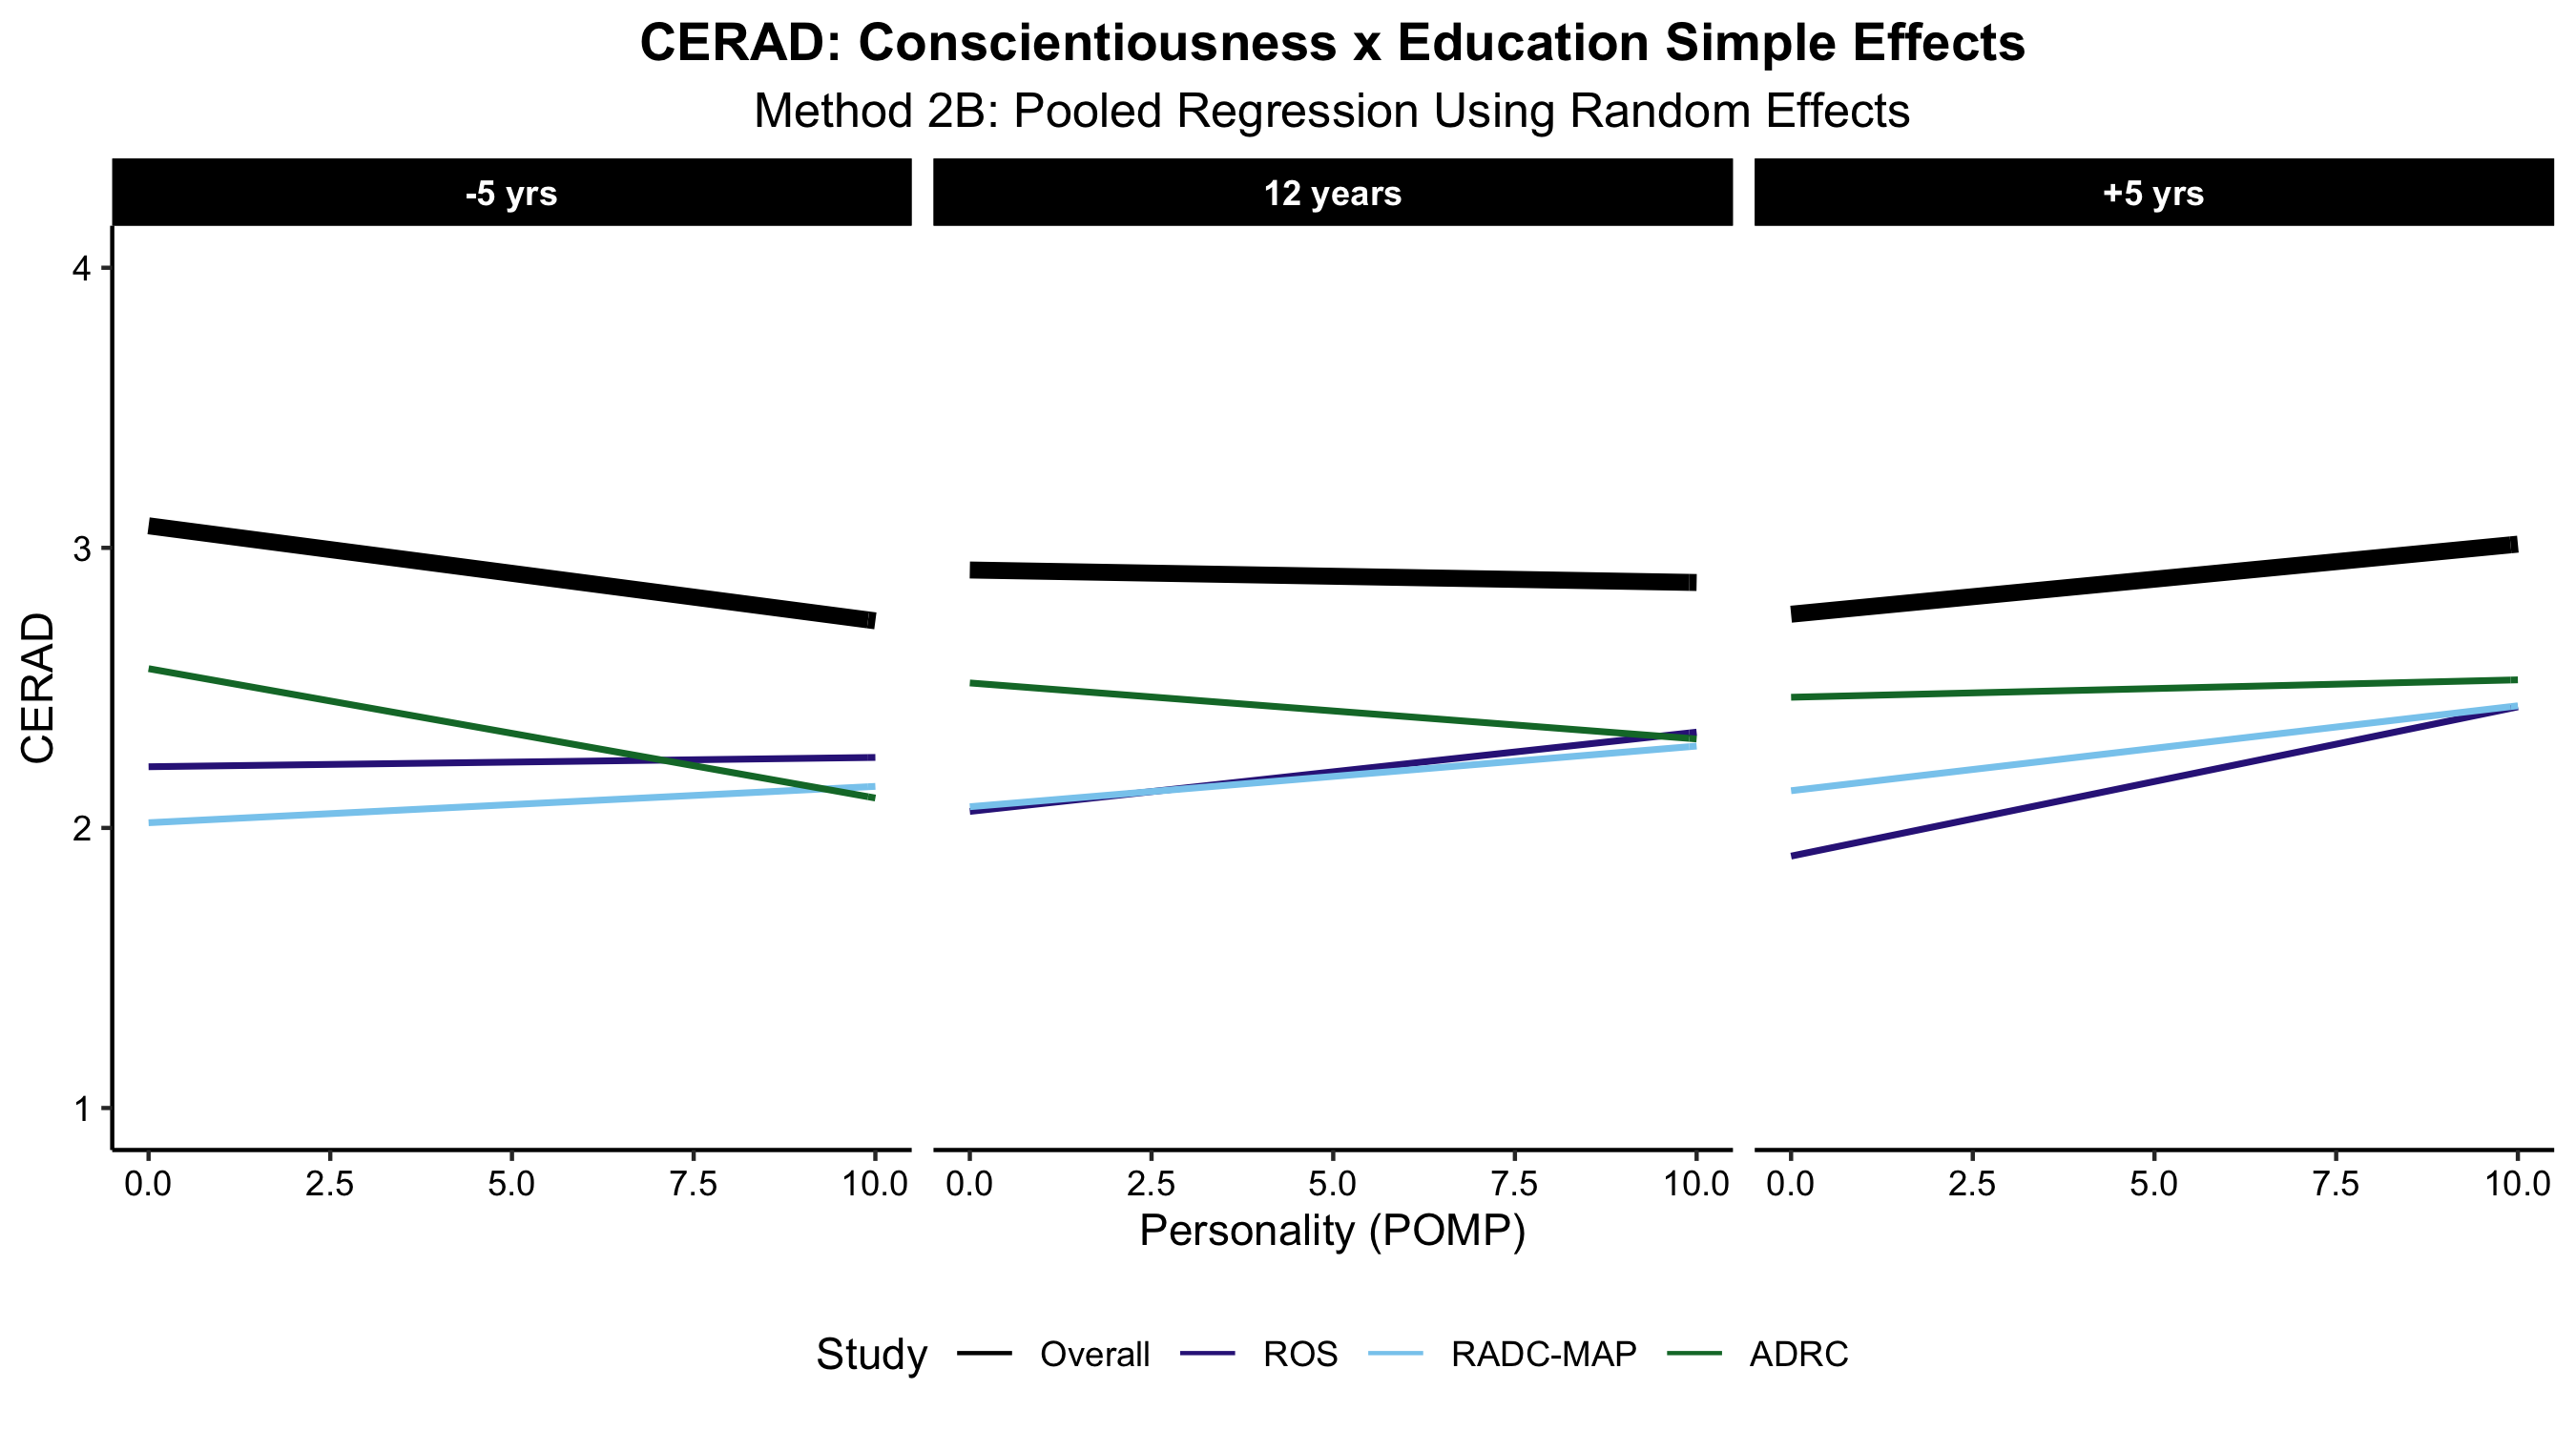 CERAD: Conscientiousness x Education Simple Effects
Method 2B: Pooled Regression Using Random Effects
-5 yrs 12 years +5 yrs
4
3
2
1
CERAD
0.0 2.5 5.0 7.5 10.0 0.0 2.5 5.0 7.5 10.0 0.0 2.5 5.0 7.5 10.0
Personality (POMP)
Study Overall ROS RADC-MAP ADRC